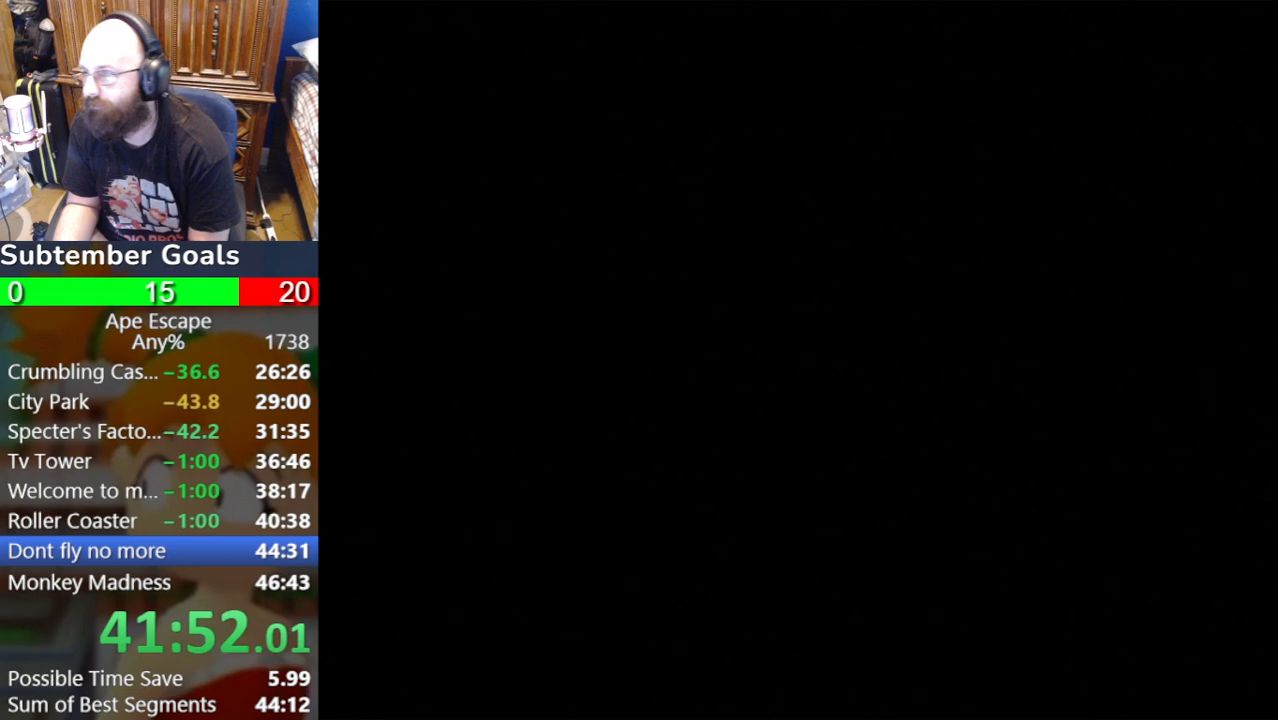 Subtember Goals
0 15 20
Ape Escape
Any% 1738
Crumbling Cas... -36.6 26:26
City Park -43.8 29:00
Specter's Facto... -42.2 31:35
Tv Tower -1:00 36:46
Welcome to m... -1:00 38:17
Roller Coaster -1:00 40:38
Dont fly no more 44:31
Monkey Madness 46:43
41:52.01
Possible Time Save 5.99
Sum of Best Segments 44:12